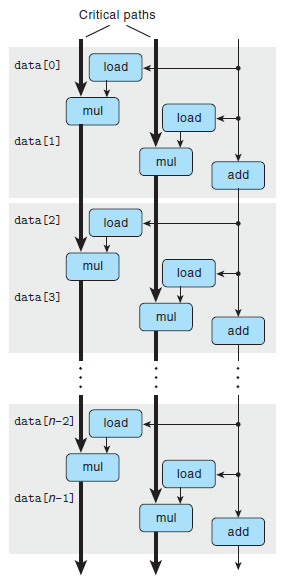 Critical paths
data[0]
load
mul
load
data[1]
mul
add
data[2]
load
mul
load
data[3]
mul
add
data[n-2]
load
mul
load
data[n-1]
mul
add